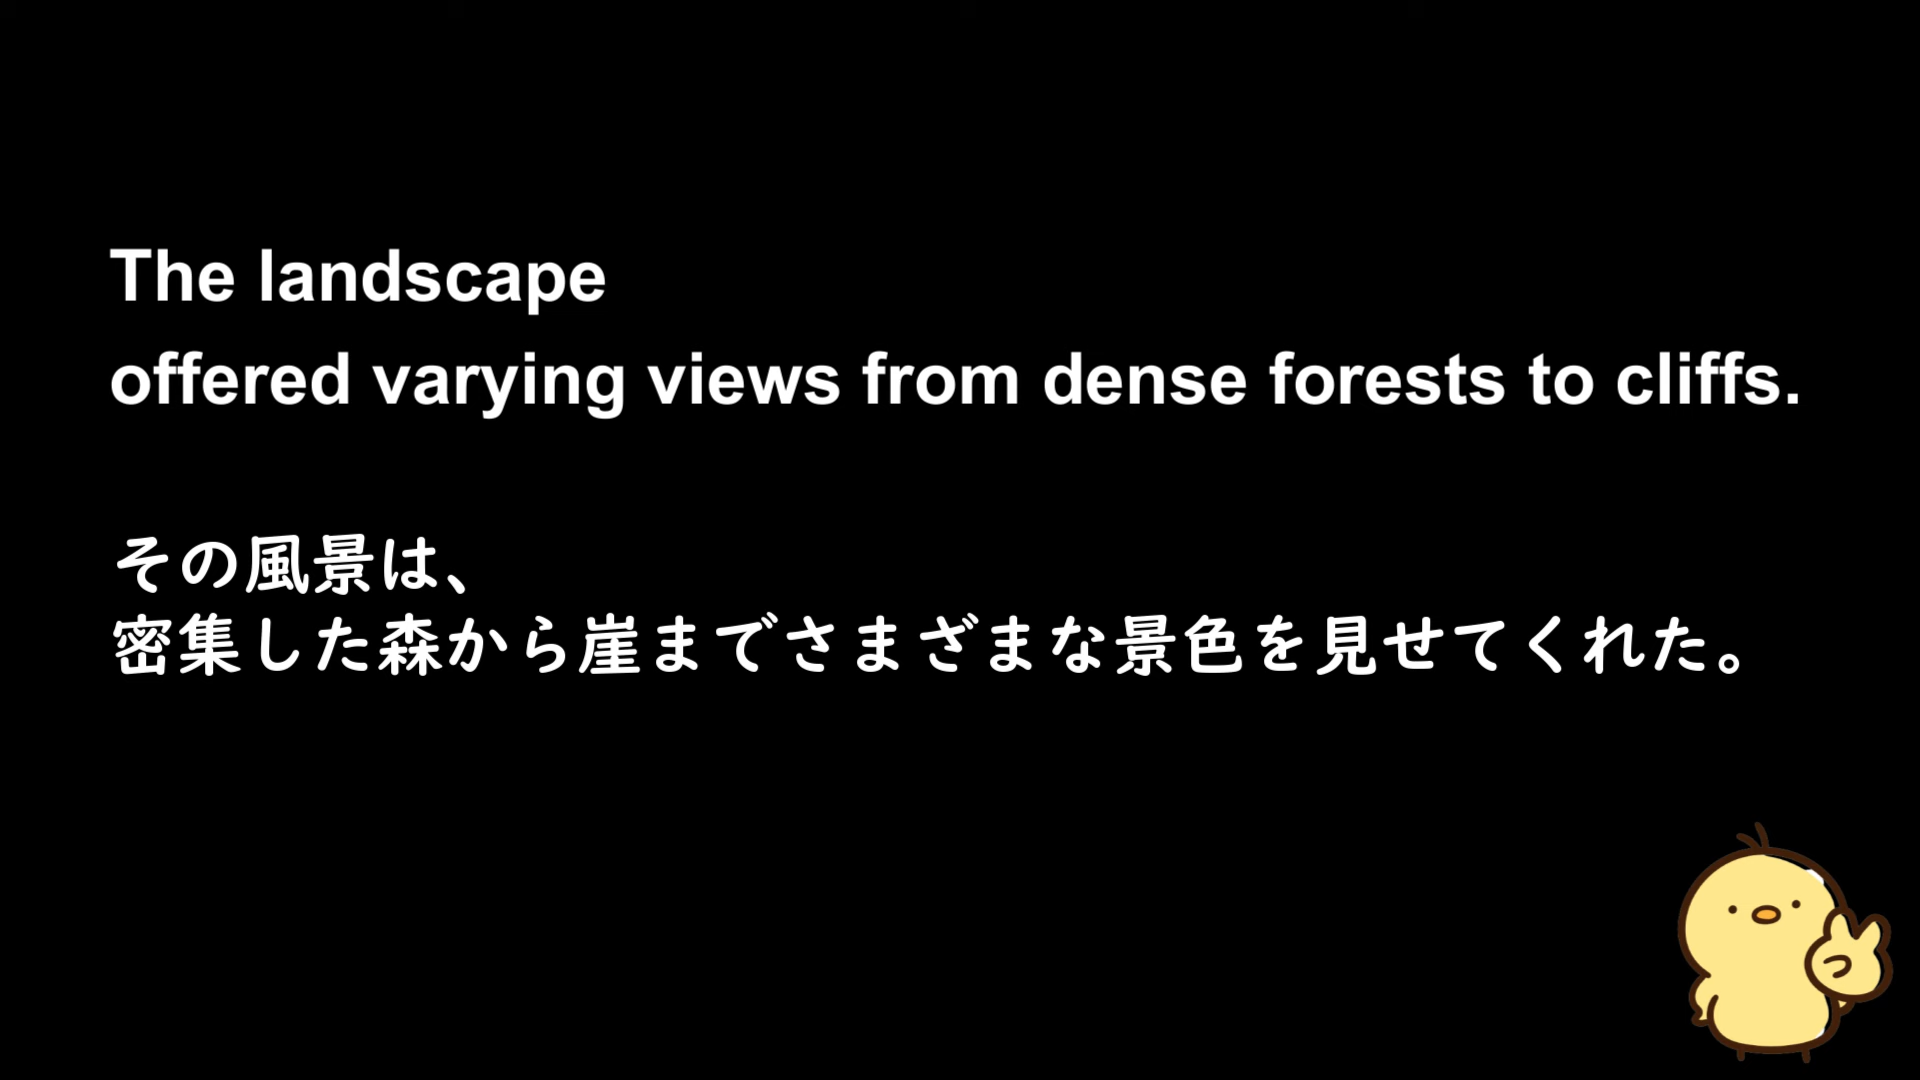 The landscape
offered varying views from dense forests to cliffs.
その風景は、
密集した森から崖までさまざまな景色を見せてくれた。